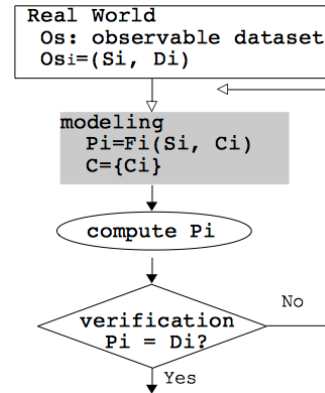 Real World
Os: observable dataset
Osi=(Si, Di)
modeling
Pi=Fi(Si, Ci)
C={Ci}
compute Pi
No
verification
Pi = Di?
Yes